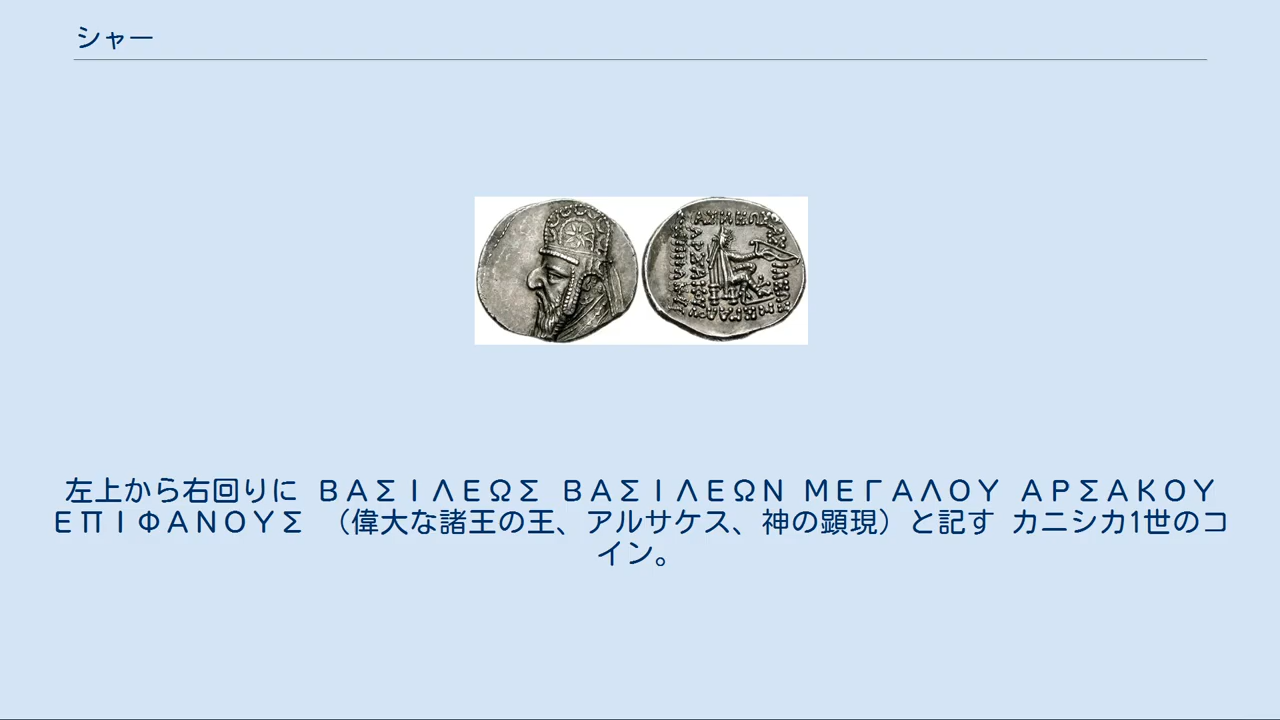 シャー
左上から右回りに ΒΑΣΙΛΕΩΣ ΒΑΣΙΛΕΩΝ ΜΕΓΑΛΟΥ ΑΡΣΑΚΟΥ
ΕΠΙΦΑΝΟΥΣ （偉大な諸王の王、アルサケス、神の顕現）と記す カニシカ1世のコ
イン。